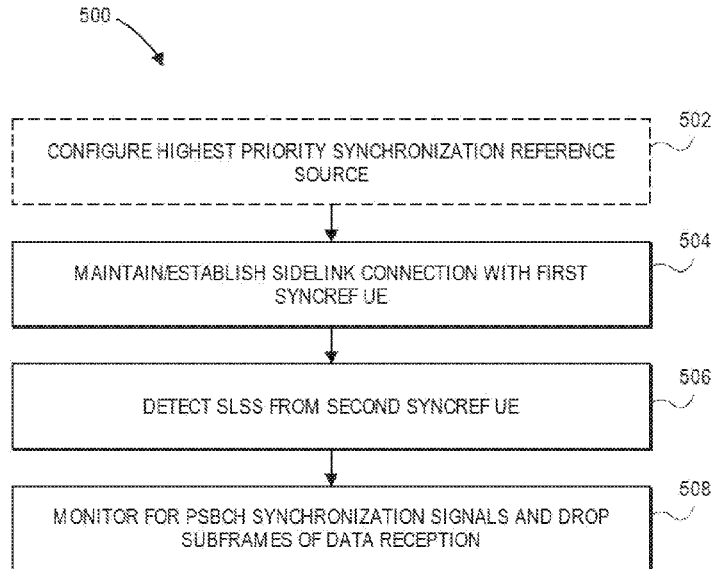 500
502
CONFIGURE HIGHEST PRIORITY SYNCHRONIZATION REFERENCE
SOURCE
504
MAINTAIN/ESTABLISH SIDELINK CONNECTION WITH FIRST
SYNCREF UE
506
DETECT SLSS FROM SECOND SYNCREF UE
508
MONITOR FOR PSBCH SYNCHRONIZATION SIGNALS AND DROP
SUBFRAMES OF DATA RECEPTION